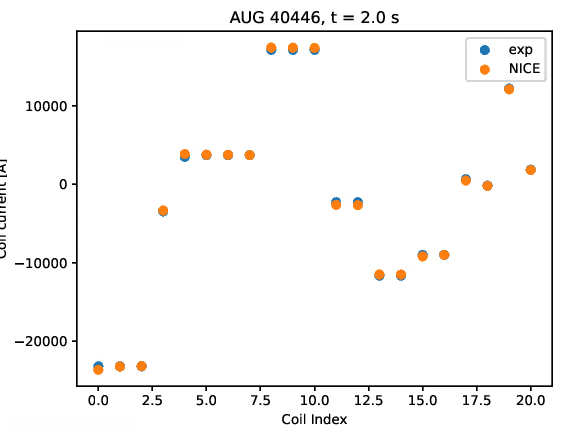 AUG 40446, t = 2.0 s
exp
NICE
10000
0
−10000
−20000
Coil current [A]
0.0 2.5 5.0 7.5 10.0 12.5 15.0 17.5 20.0
Coil Index